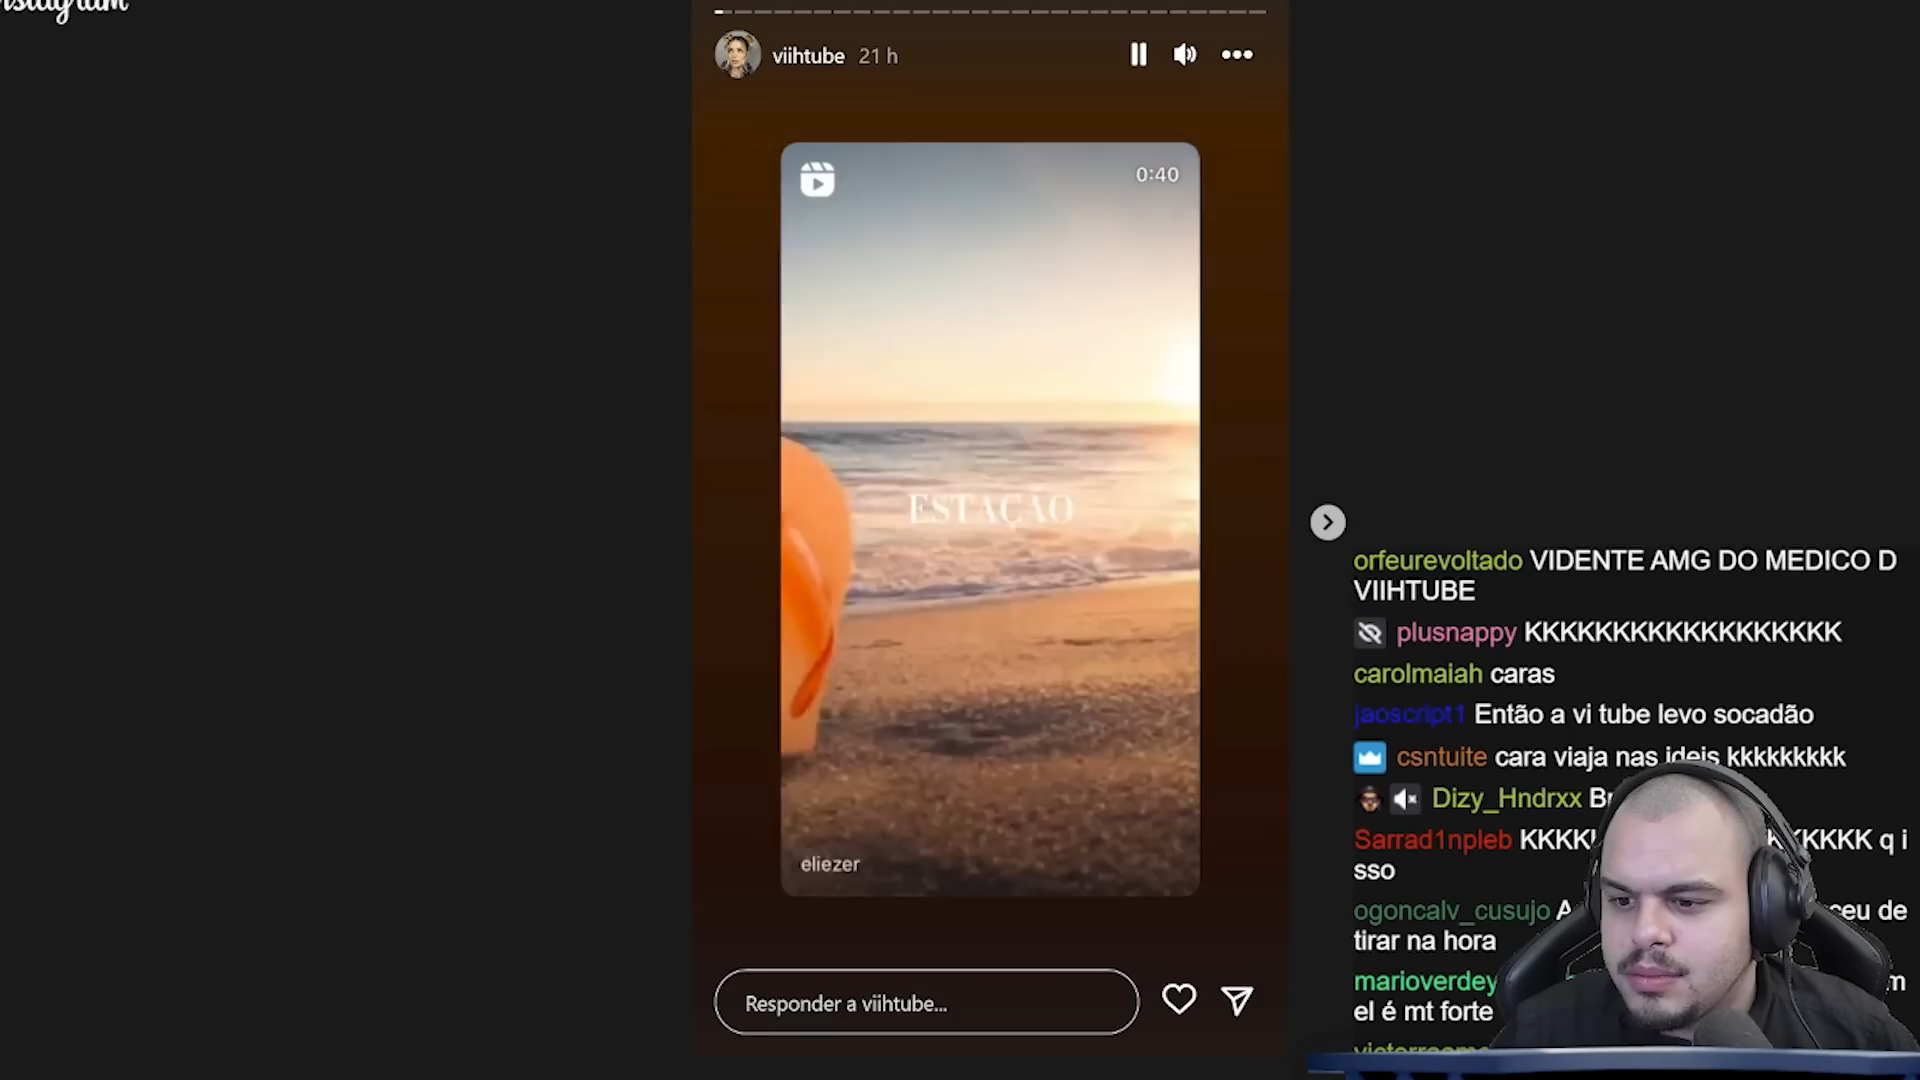 viihtube 21 h
0:40
ESTAÇÃO
eliezer
Responder a viihtube...
orfeurevoltado VIDENTE AMG DO MEDICO D
VIIHTUBE
plusnappy KKKKKKKKKKKKKKKKKK
carolmaiah caras
jaoscript1 Então a vi tube levo socadão
csntuite cara viaja nas ideis kkkkkkkkk
Dizy_Hndrxx
Sarrad1npleb q i
sso
ogoncalv_cusujo de
tirar na hora
marioverdey
el é mt forte